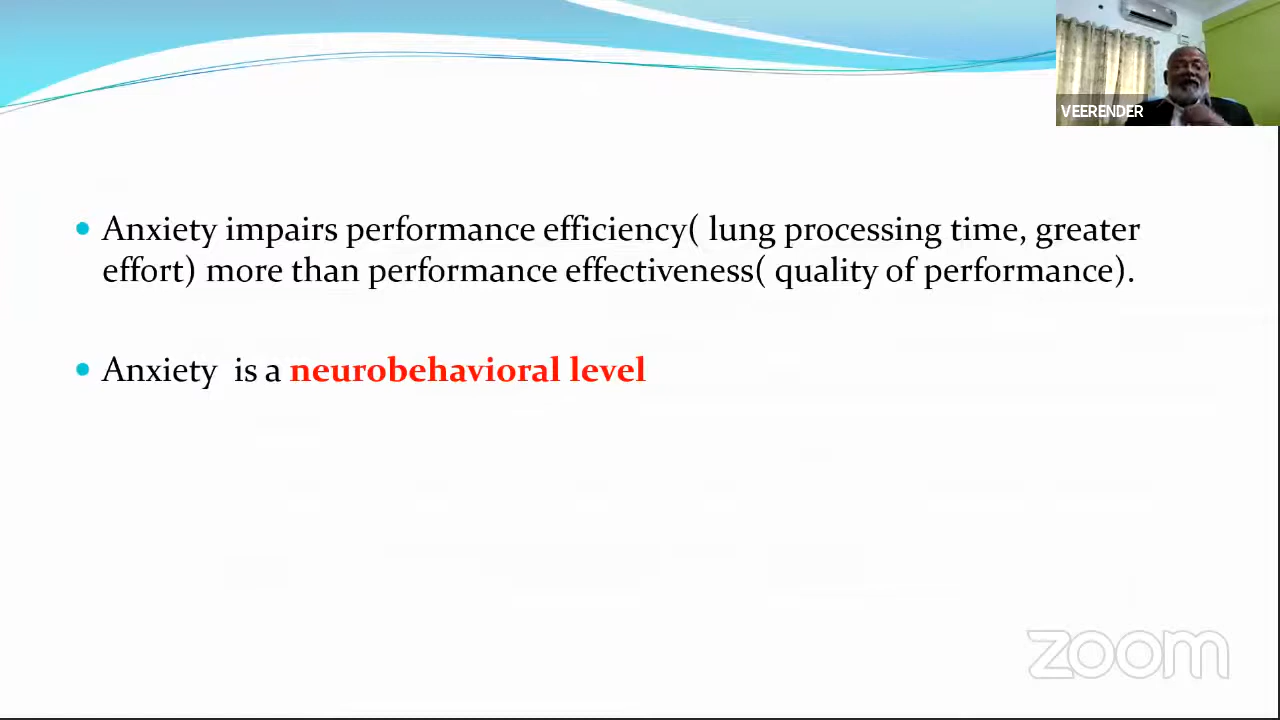 VEERENDER
Anxiety impairs performance efficiency( lung processing time, greater
effort) more than performance effectiveness( quality of performance).
Anxiety  is a neurobehavioral level
zoom